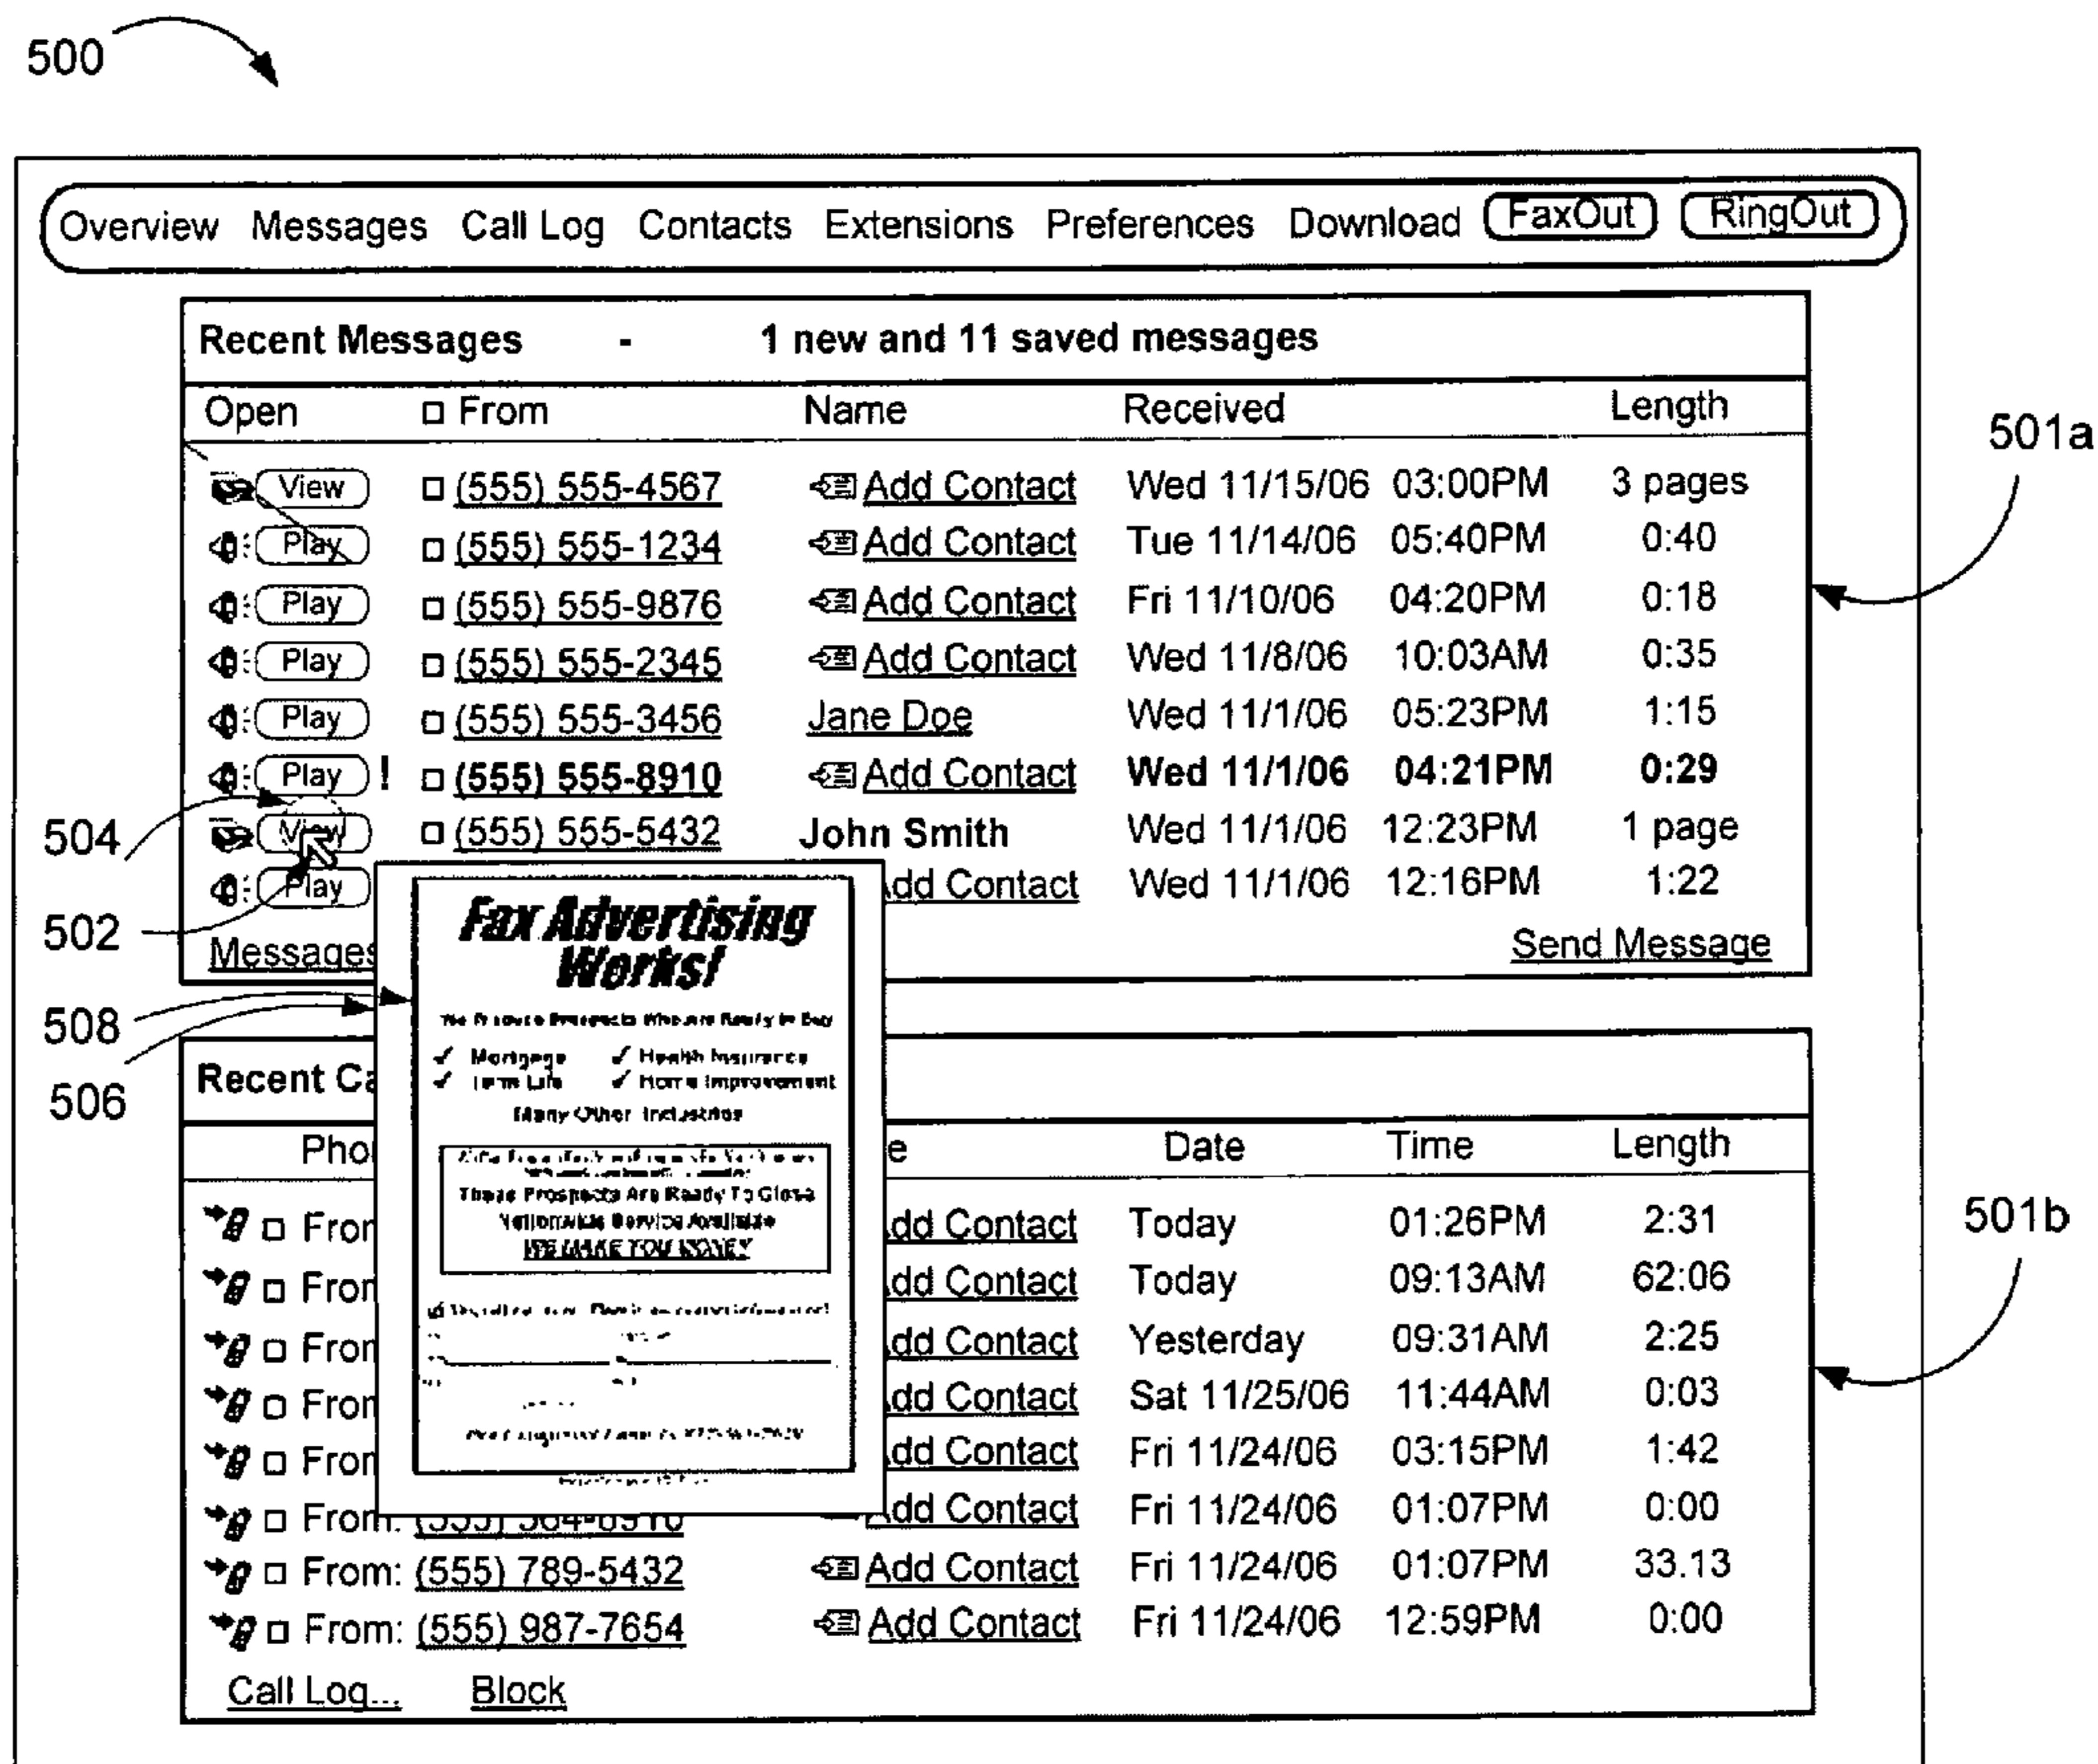 500
Overview Messages Call Log Contacts Extensions Preferences Download FaxOut RingOut
Recent Messages - 1 new and 11 saved messages
Open From Name Received Length
501a
View (555) 555-4567 Add Contact Wed 11/15/06 03:00PM 3 pages
Play (555) 555-1234 Add Contact Tue 11/14/06 05:40PM 0:40
Play (555) 555-9876 Add Contact Fri 11/10/06 04:20PM 0:18
Play (555) 555-2345 Add Contact Wed 11/8/06 10:03AM 0:35
Play (555) 555-3456 Jane Doe Wed 11/1/06 05:23PM 1:15
Play ! (555) 555-8910 Add Contact Wed 11/1/06 04:21PM 0:29
504 View (555) 555-5432 John Smith Wed 11/1/06 12:23PM 1 page
Play dd Contact Wed 11/1/06 12:16PM 1:22
502
Messages Send Message
508
506
Fax Advertising
Works!
Mortgage Health Insurance
Term Life Home Improvement
Many Other Industries
These Prospects Are Ready To Close
Nationwide Service Available
WE MAKE YOU MONEY
Recent Ca
Pho e Date Time Length
501b
Fror dd Contact Today 01:26PM 2:31
Fror dd Contact Today 09:13AM 62:06
Fror dd Contact Yesterday 09:31AM 2:25
Fror dd Contact Sat 11/25/06 11:44AM 0:03
Fror dd Contact Fri 11/24/06 03:15PM 1:42
From: dd Contact Fri 11/24/06 01:07PM 0:00
From: (555) 789-5432 Add Contact Fri 11/24/06 01:07PM 33.13
From: (555) 987-7654 Add Contact Fri 11/24/06 12:59PM 0:00
Call Log... Block